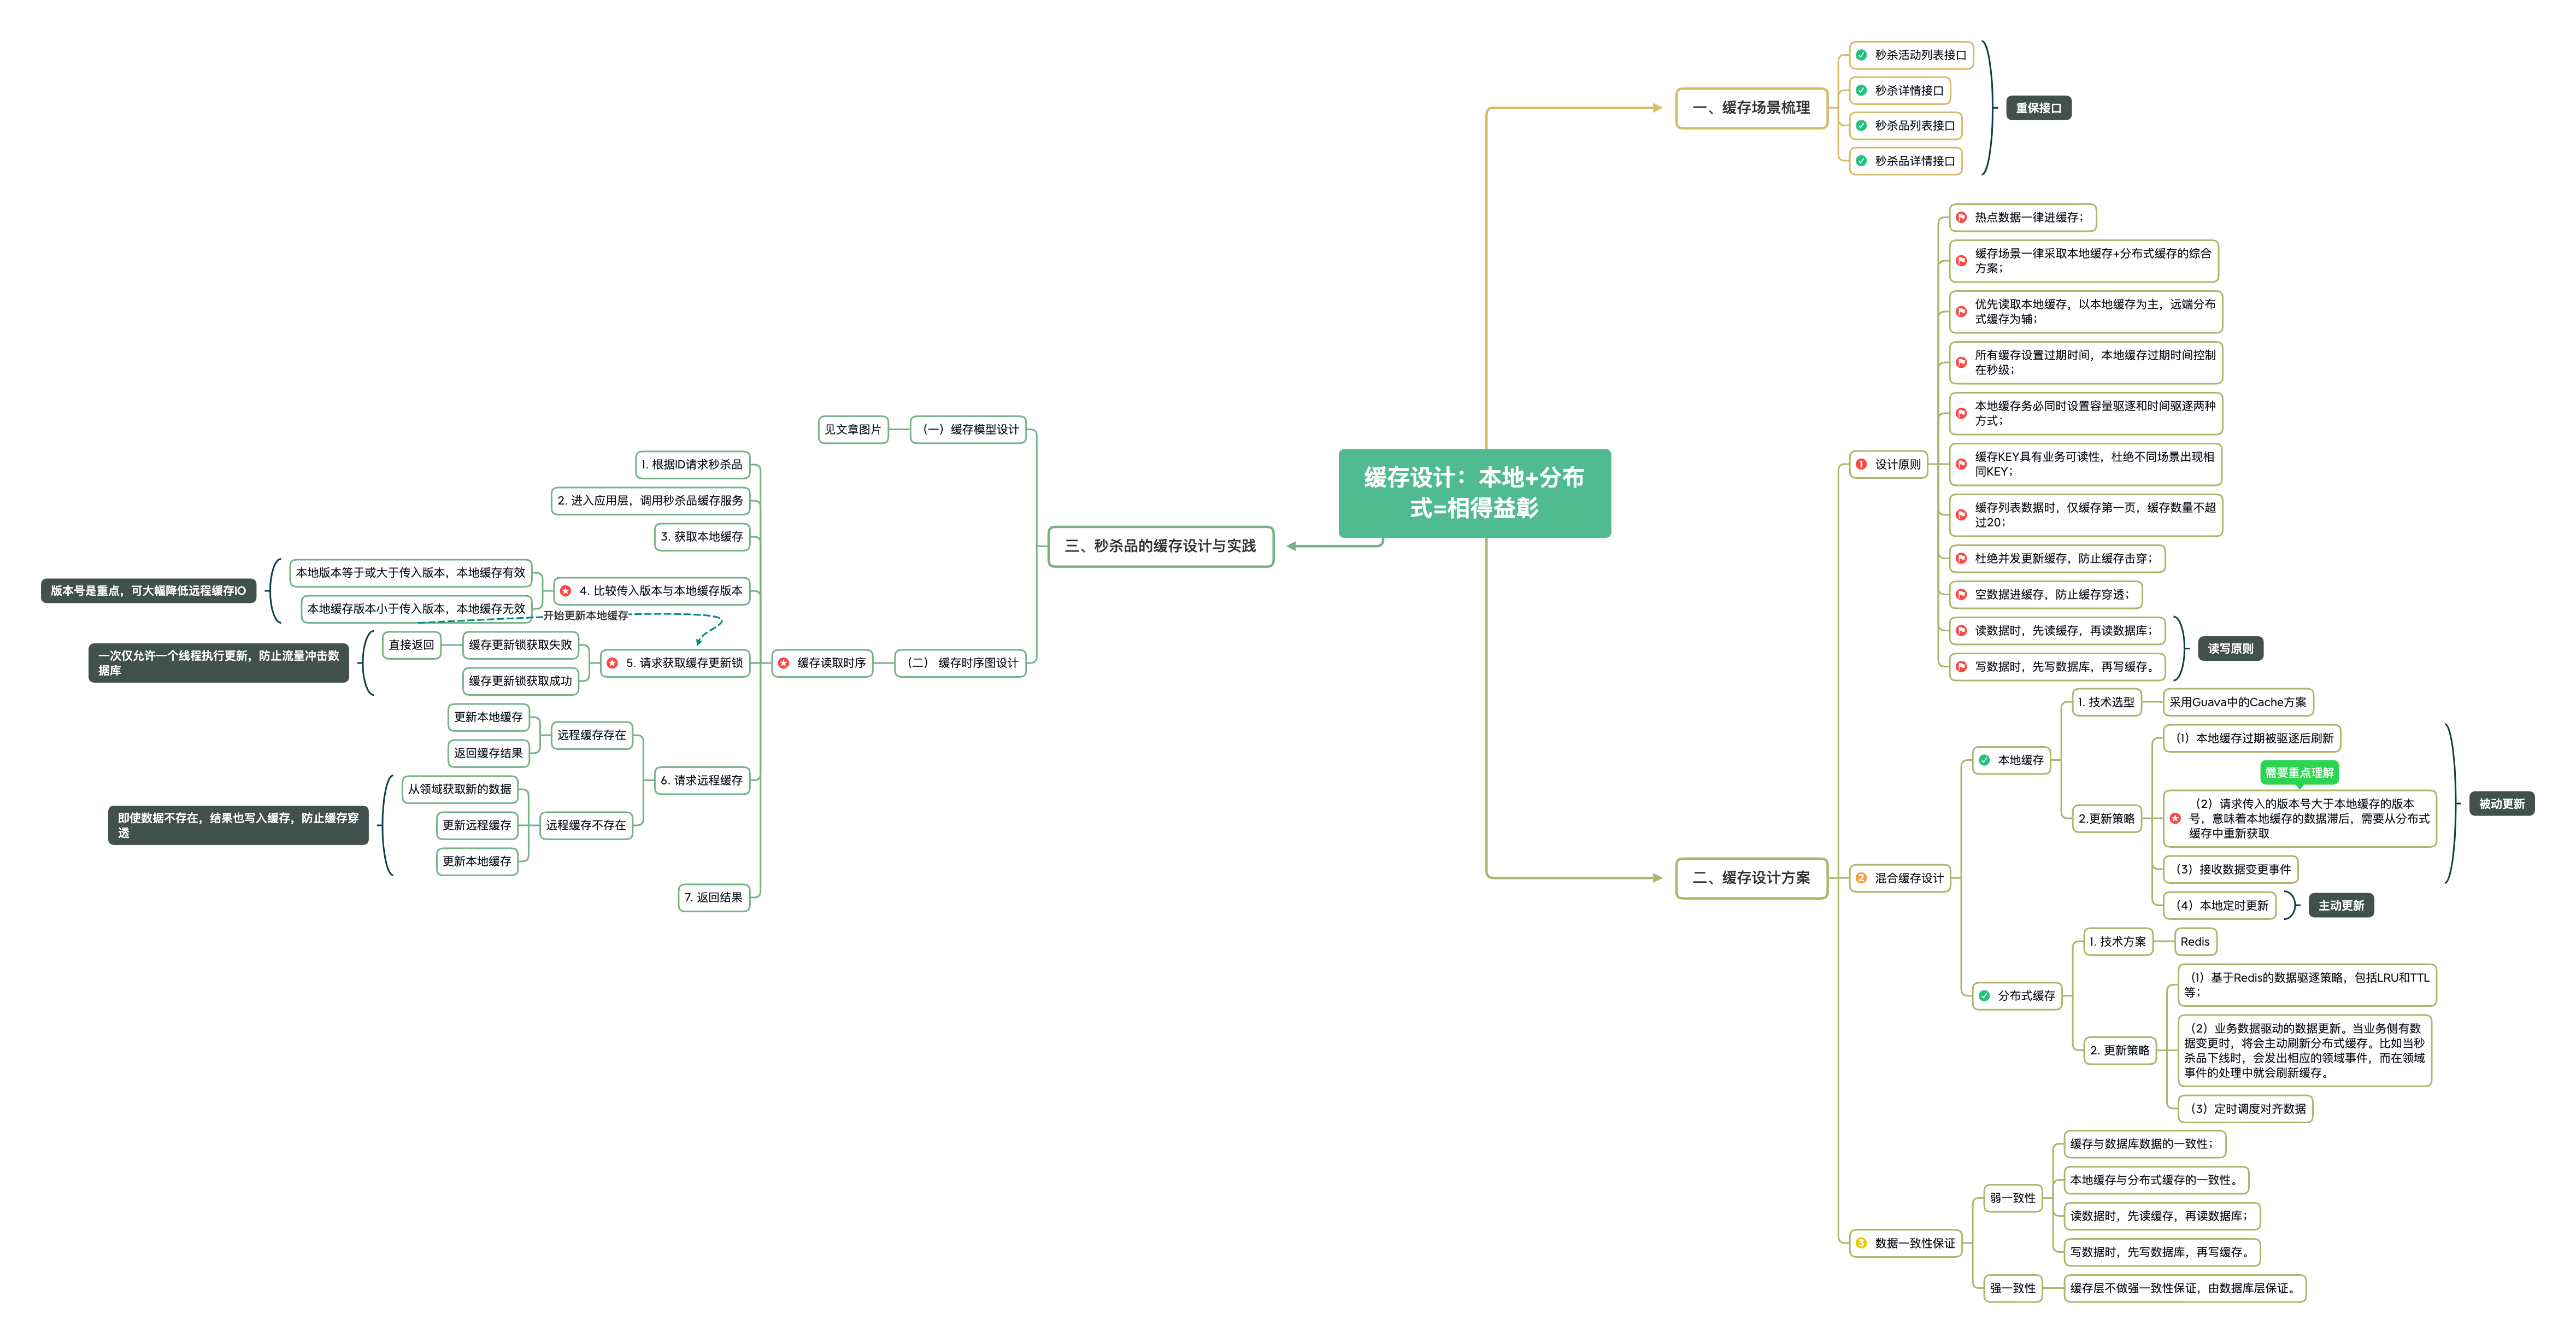 缓存设计：本地+分布
式=相得益彰
一、缓存场景梳理
秒杀活动列表接口
秒杀详情接口
秒杀品列表接口
秒杀品详情接口
重保接口
二、缓存设计方案
1 设计原则
热点数据一律进缓存；
缓存场景一律采取本地缓存+分布式缓存的综合
方案；
优先读取本地缓存，以本地缓存为主，远端分布
式缓存为辅；
所有缓存设置过期时间，本地缓存过期时间控制
在秒级；
本地缓存务必同时设置容量驱逐和时间驱逐两种
方式；
缓存KEY具有业务可读性，杜绝不同场景出现相
同KEY；
缓存列表数据时，仅缓存第一页，缓存数量不超
过20；
杜绝并发更新缓存，防止缓存击穿；
空数据进缓存，防止缓存穿透；
读数据时，先读缓存，再读数据库；
写数据时，先写数据库，再写缓存。
读写原则
2 混合缓存设计
本地缓存
1. 技术选型
采用Guava中的Cache方案
2.更新策略
（1）本地缓存过期被驱逐后刷新
需要重点理解
（2）请求传入的版本号大于本地缓存的版本
号，意味着本地缓存的数据滞后，需要从分布式
缓存中重新获取
（3）接收数据变更事件
被动更新
（4）本地定时更新
主动更新
分布式缓存
1. 技术方案
Redis
2. 更新策略
（1）基于Redis的数据驱逐策略，包括LRU和TTL
等；
（2）业务数据驱动的数据更新。当业务侧有数
据变更时，将会主动刷新分布式缓存。比如当秒
杀品下线时，会发出相应的领域事件，而在领域
事件的处理中就会刷新缓存。
（3）定时调度对齐数据
3 数据一致性保证
弱一致性
缓存与数据库数据的一致性；
本地缓存与分布式缓存的一致性。
读数据时，先读缓存，再读数据库；
写数据时，先写数据库，再写缓存。
强一致性
缓存层不做强一致性保证，由数据库层保证。
三、秒杀品的缓存设计与实践
（一）缓存模型设计
见文章图片
（二） 缓存时序图设计
缓存读取时序
1. 根据ID请求秒杀品
2. 进入应用层，调用秒杀品缓存服务
3. 获取本地缓存
4. 比较传入版本与本地缓存版本
本地版本等于或大于传入版本，本地缓存有效
本地缓存版本小于传入版本，本地缓存无效
版本号是重点，可大幅降低远程缓存IO
开始更新本地缓存
5. 请求获取缓存更新锁
缓存更新锁获取失败
直接返回
缓存更新锁获取成功
一次仅允许一个线程执行更新，防止流量冲击数
据库
6. 请求远程缓存
远程缓存存在
更新本地缓存
返回缓存结果
远程缓存不存在
从领域获取新的数据
更新远程缓存
更新本地缓存
即使数据不存在，结果也写入缓存，防止缓存穿
透
7. 返回结果